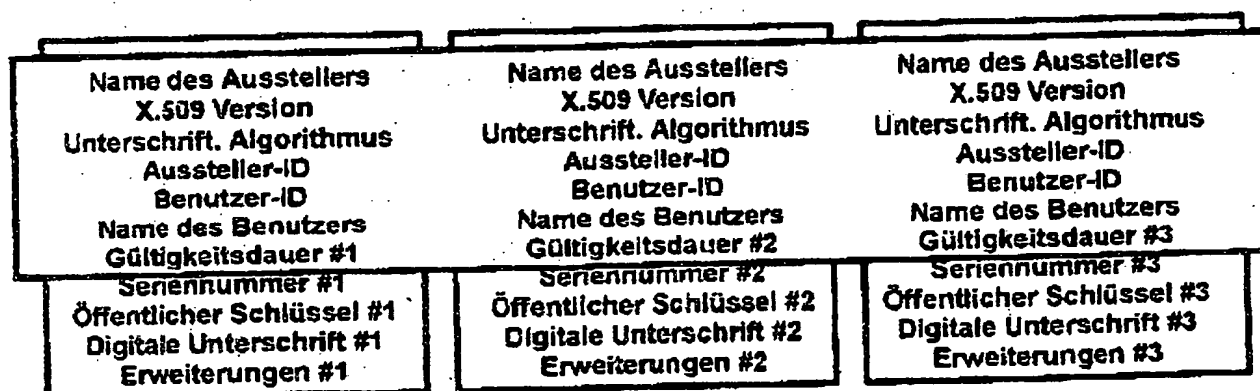 Name des Ausstellers
X.509 Version
Unterschrift. Algorithmus
Aussteller-ID
Benutzer-ID
Name des Benutzers
Gültigkeitsdauer #1
Seriennummer #1
Öffentlicher Schlüssel #1
Digitale Unterschrift #1
Erweiterungen #1
Name des Ausstellers
X.509 Version
Unterschrift. Algorithmus
Aussteller-ID
Benutzer-ID
Name des Benutzers
Gültigkeitsdauer #2
Seriennummer #2
Öffentlicher Schlüssel #2
Digitale Unterschrift #2
Erweiterungen #2
Name des Ausstellers
X.509 Version
Unterschrift. Algorithmus
Aussteller-ID
Benutzer-ID
Name des Benutzers
Gültigkeitsdauer #3
Seriennummer #3
Öffentlicher Schlüssel #3
Digitale Unterschrift #3
Erweiterungen #3